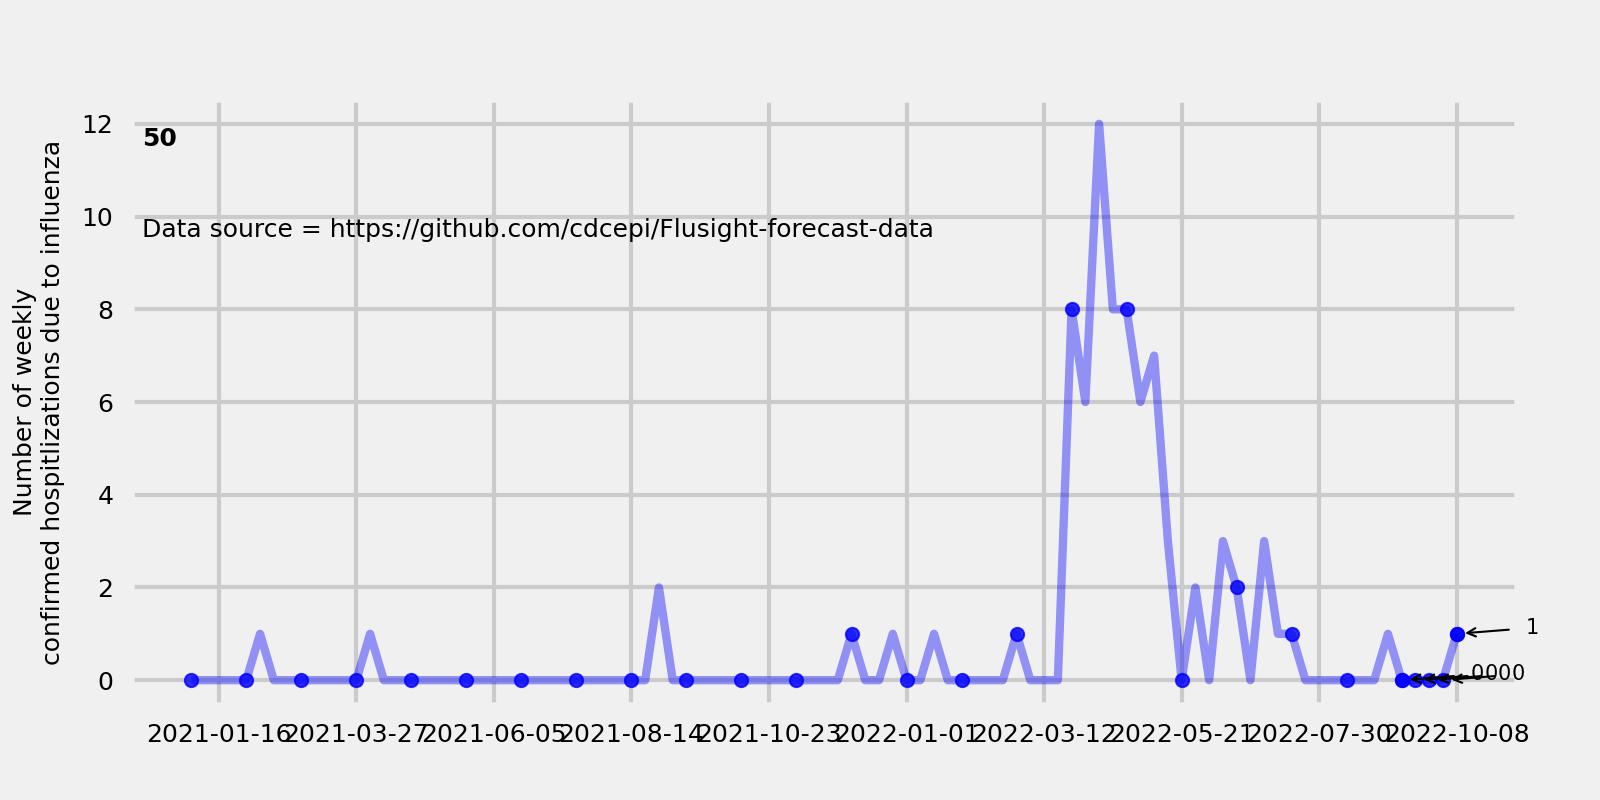 50
Data source = https://github.com/cdcepi/Flusight-forecast-data
Number of weekly
confirmed hospitlizations due to influenza
12
10
8
6
4
2
0
1
0000
2021-01-16 2021-03-27 2021-06-05 2021-08-14 2021-10-23 2022-01-01 2022-03-12 2022-05-21 2022-07-30 2022-10-08